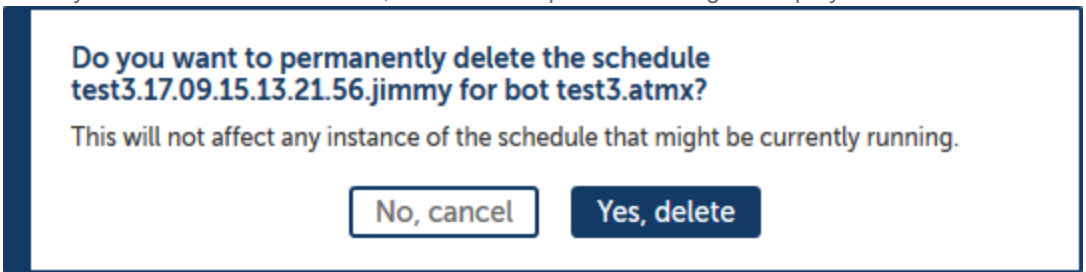 Do you want to permanently delete the schedule
test3.17.09.15.13.21.56.jimmy for bot test3.atmx?
This will not affect any instance of the schedule that might be currently running.
No, cancel
Yes, delete